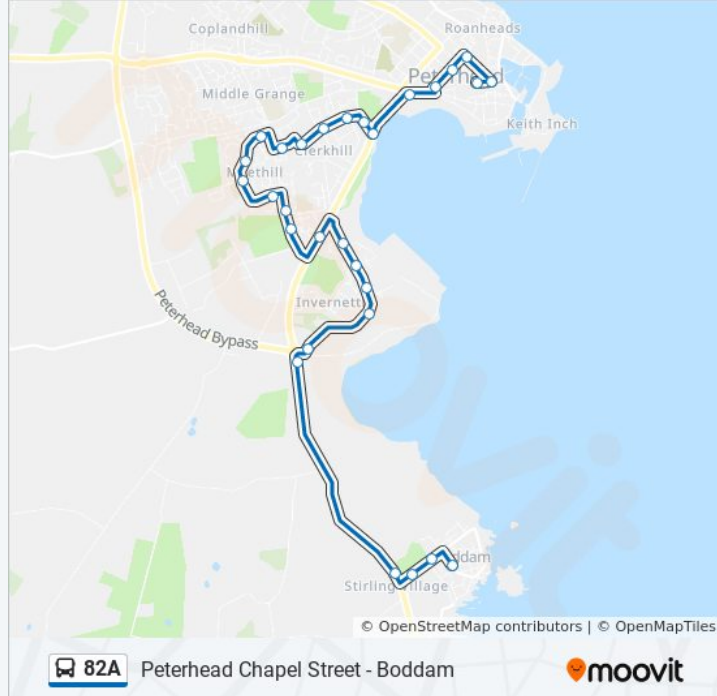 Coplandhill
Roanheads
Peterhead
Middle Grange
Keith Inch
Clerkhill
Meethill
Invernettie
Peterhead Bypass
Boddam
Stirling Village
© OpenStreetMap contributors | © OpenMapTiles
82A Peterhead Chapel Street - Boddam
moovit